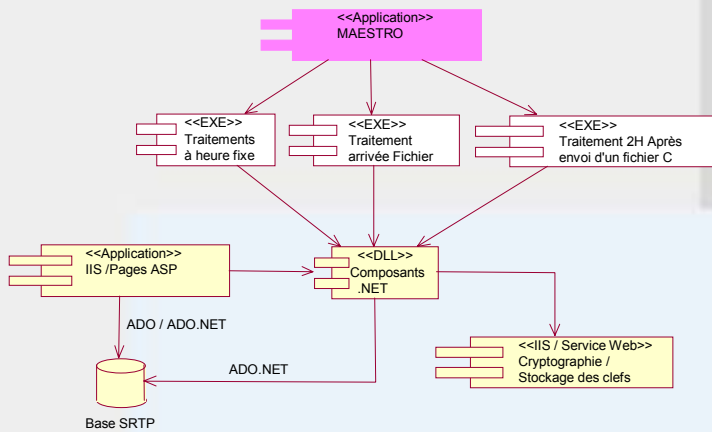 <<Application>>
MAESTRO
<<EXE>>
Traitements
à heure fixe
<<EXE>>
Traitement
arrivée Fichier
<<EXE>>
Traitement 2H Après
envoi d'un fichier C
<<Application>>
IIS /Pages ASP
<<DLL>>
Composants
.NET
ADO / ADO.NET
ADO.NET
<<IIS / Service Web>>
Cryptographie /
Stockage des clefs
Base SRTP